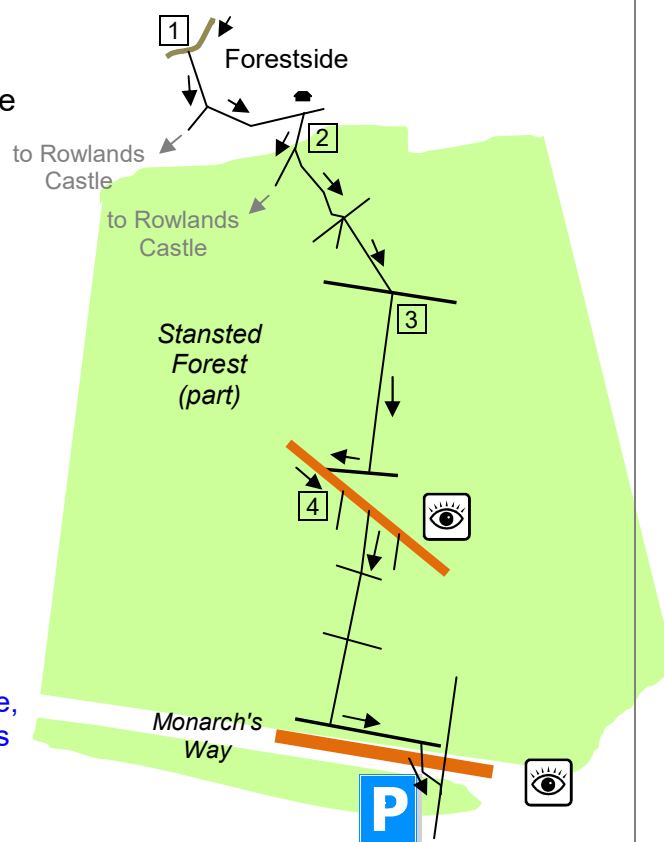 1
Forestside
e
2
to Rowlands
Castle
to Rowlands
Castle
3
Stansted
Forest
(part)
4
e,
s
Monarch's
Way
P